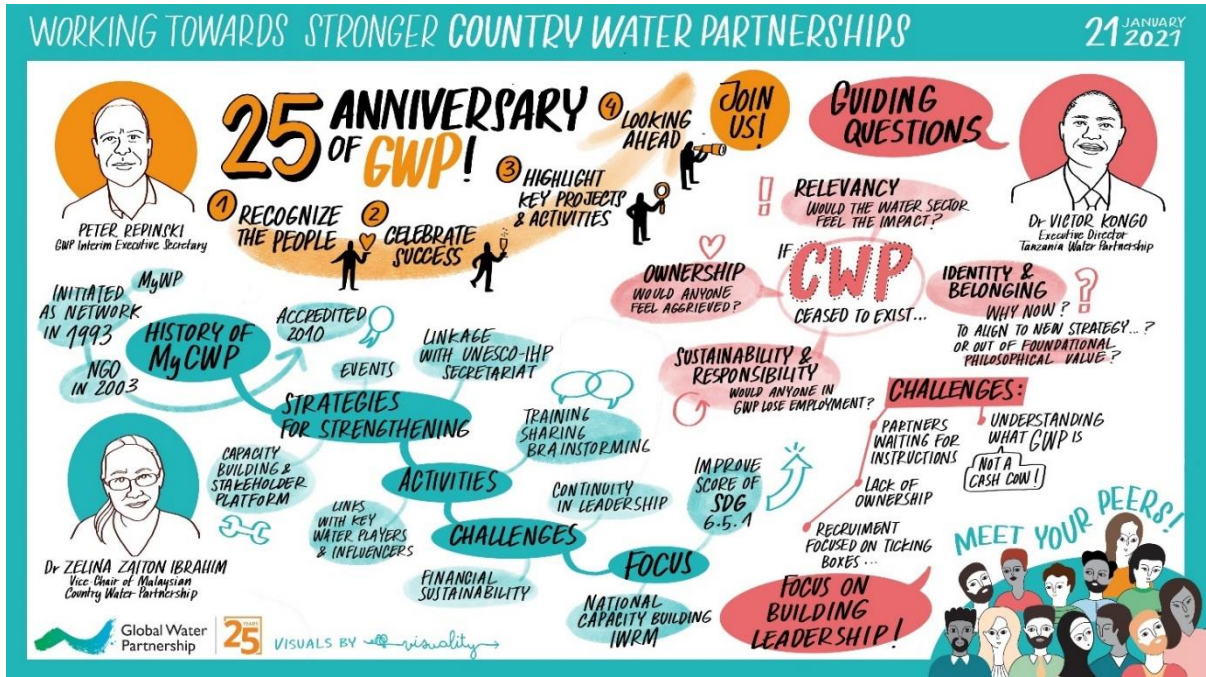 WORKING TOWARDS STRONGER COUNTRY WATER PARTNERSHIPS
21 JANUARY 2021
PETER REPINSKI
GWP Interim Executive Secretary
25 ANNIVERSARY
OF GWP!
1 RECOGNIZE
THE PEOPLE
2 CELEBRATE
SUCCESS
3 HIGHLIGHT
KEY PROJECTS
& ACTIVITIES
4 LOOKING
AHEAD
JOIN
US!
GUIDING
QUESTIONS
Dr VICTOR KONGO
Executive Director
Tanzania Water Partnership
RELEVANCY
WOULD THE WATER SECTOR
FEEL THE IMPACT?
IF
CWP
CEASED TO EXIST...
OWNERSHIP
WOULD ANYONE
FEEL AGGRIEVED?
IDENTITY &
BELONGING
WHY NOW?
TO ALIGN TO NEW STRATEGY...?
OR OUT OF FOUNDATIONAL
PHILOSOPHICAL VALUE?
SUSTAINABILITY &
RESPONSIBILITY
WOULD ANYONE IN
GWP LOSE EMPLOYMENT?
CHALLENGES:
PARTNERS
WAITING FOR
INSTRUCTIONS
LACK OF
OWNERSHIP
RECRUIMENT
FOCUSED ON TICKING
BOXES...
UNDERSTANDING
WHAT GWP IS
NOT A
CASH COW!
FOCUS ON
BUILDING
LEADERSHIP!
MEET YOUR PEERS!
HISTORY OF
MyCWP
MyWP
INITIATED
AS NETWORK
IN 1993
NGO
IN 2003
ACCREDITED
2010
STRATEGIES
FOR STRENGTHENING
EVENTS
LINKAGE
WITH UNESCO-IHP
SECRETARIAT
CAPACITY
BUILDING &
STAKEHOLDER
PLATFORM
ACTIVITIES
TRAINING
SHARING
BRAINSTORMING
LINKS
WITH KEY
WATER PLAYERS
& INFLUENCERS
CHALLENGES
CONTINUITY
IN LEADERSHIP
FINANCIAL
SUSTAINABILITY
FOCUS
IMPROVE
SCORE OF
SDG
6.5.1
NATIONAL
CAPACITY BUILDING
IWRM
Dr ZELINA ZAITON IBRAHIM
Vice-Chair of Malaysian
Country Water Partnership
Global Water
Partnership
25 YEARS
VISUALS BY visuality